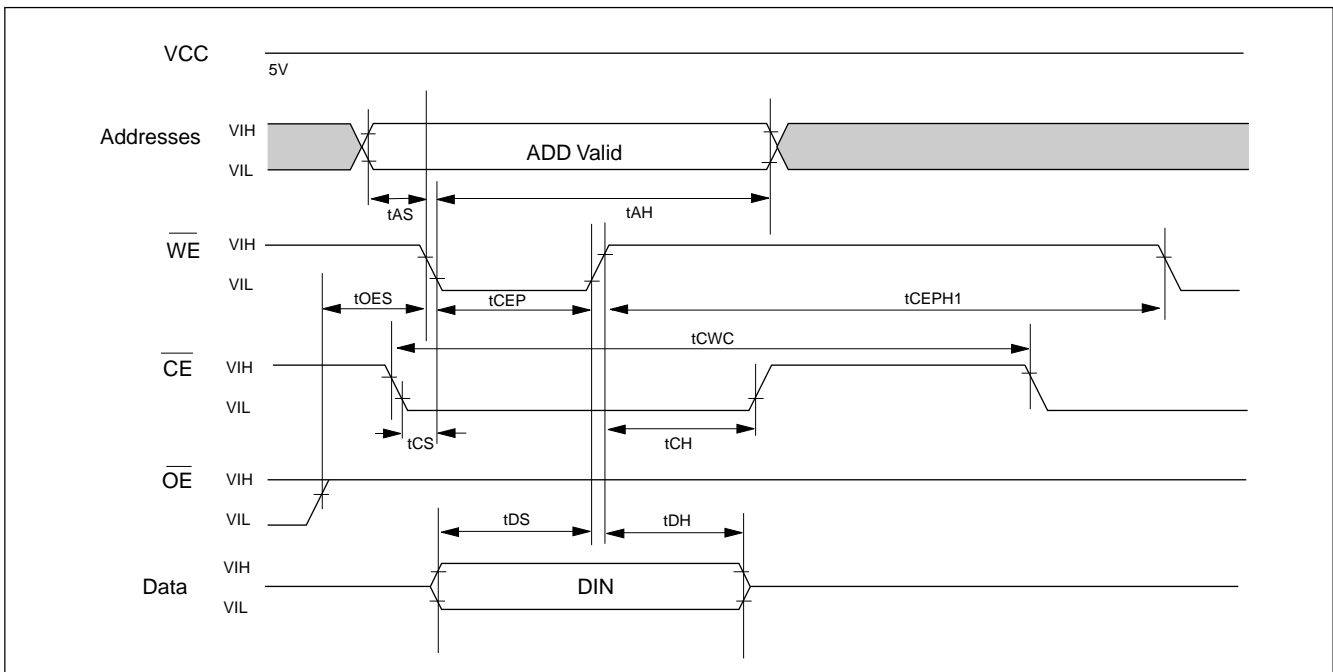 VCC
5V
Addresses
VIH
VIL
ADD Valid
tAS
tAH
WE
VIH
VIL
tOES
tCEP
tCEPH1
tCWC
CE
VIH
VIL
tCS
tCH
OE
VIH
VIL
tDS
tDH
Data
VIH
VIL
DIN